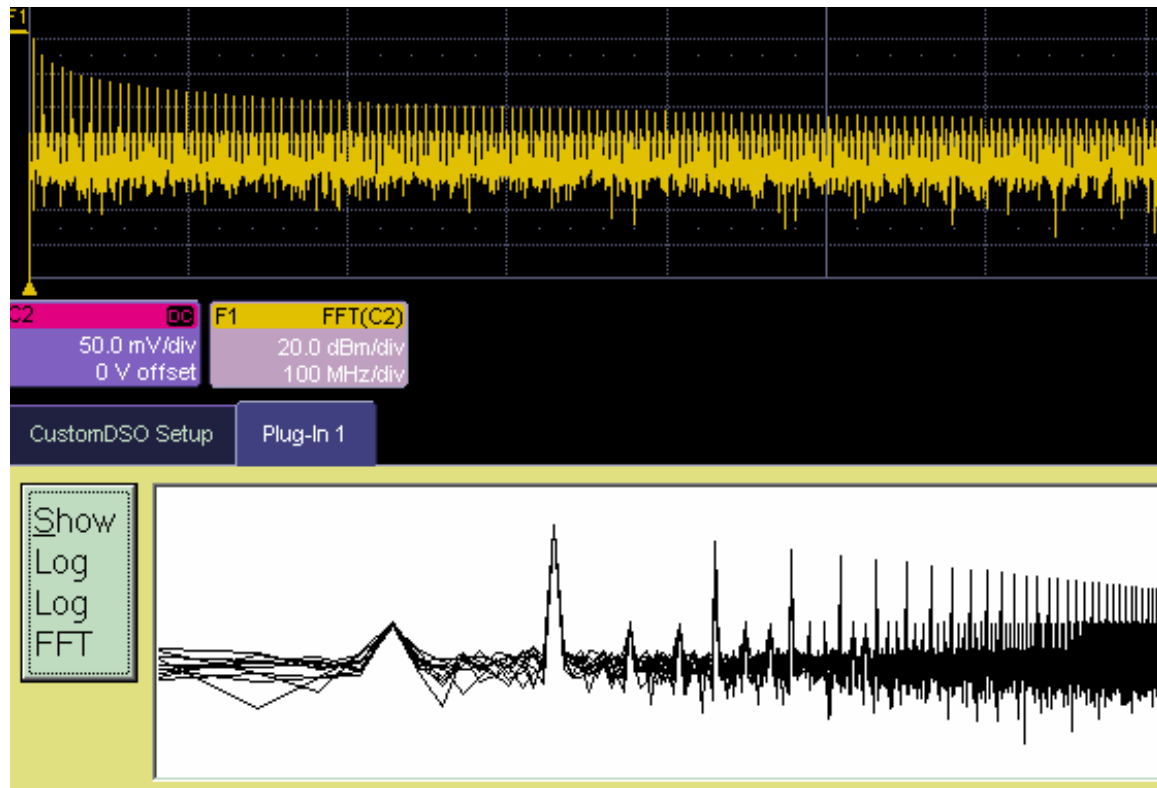 F1
C2 DC F1 FFT(C2)
50.0 mV/div 20.0 dBm/div
0 V offset 100 MHz/div
CustomDSO Setup Plug-In 1
Show
Log
Log
FFT